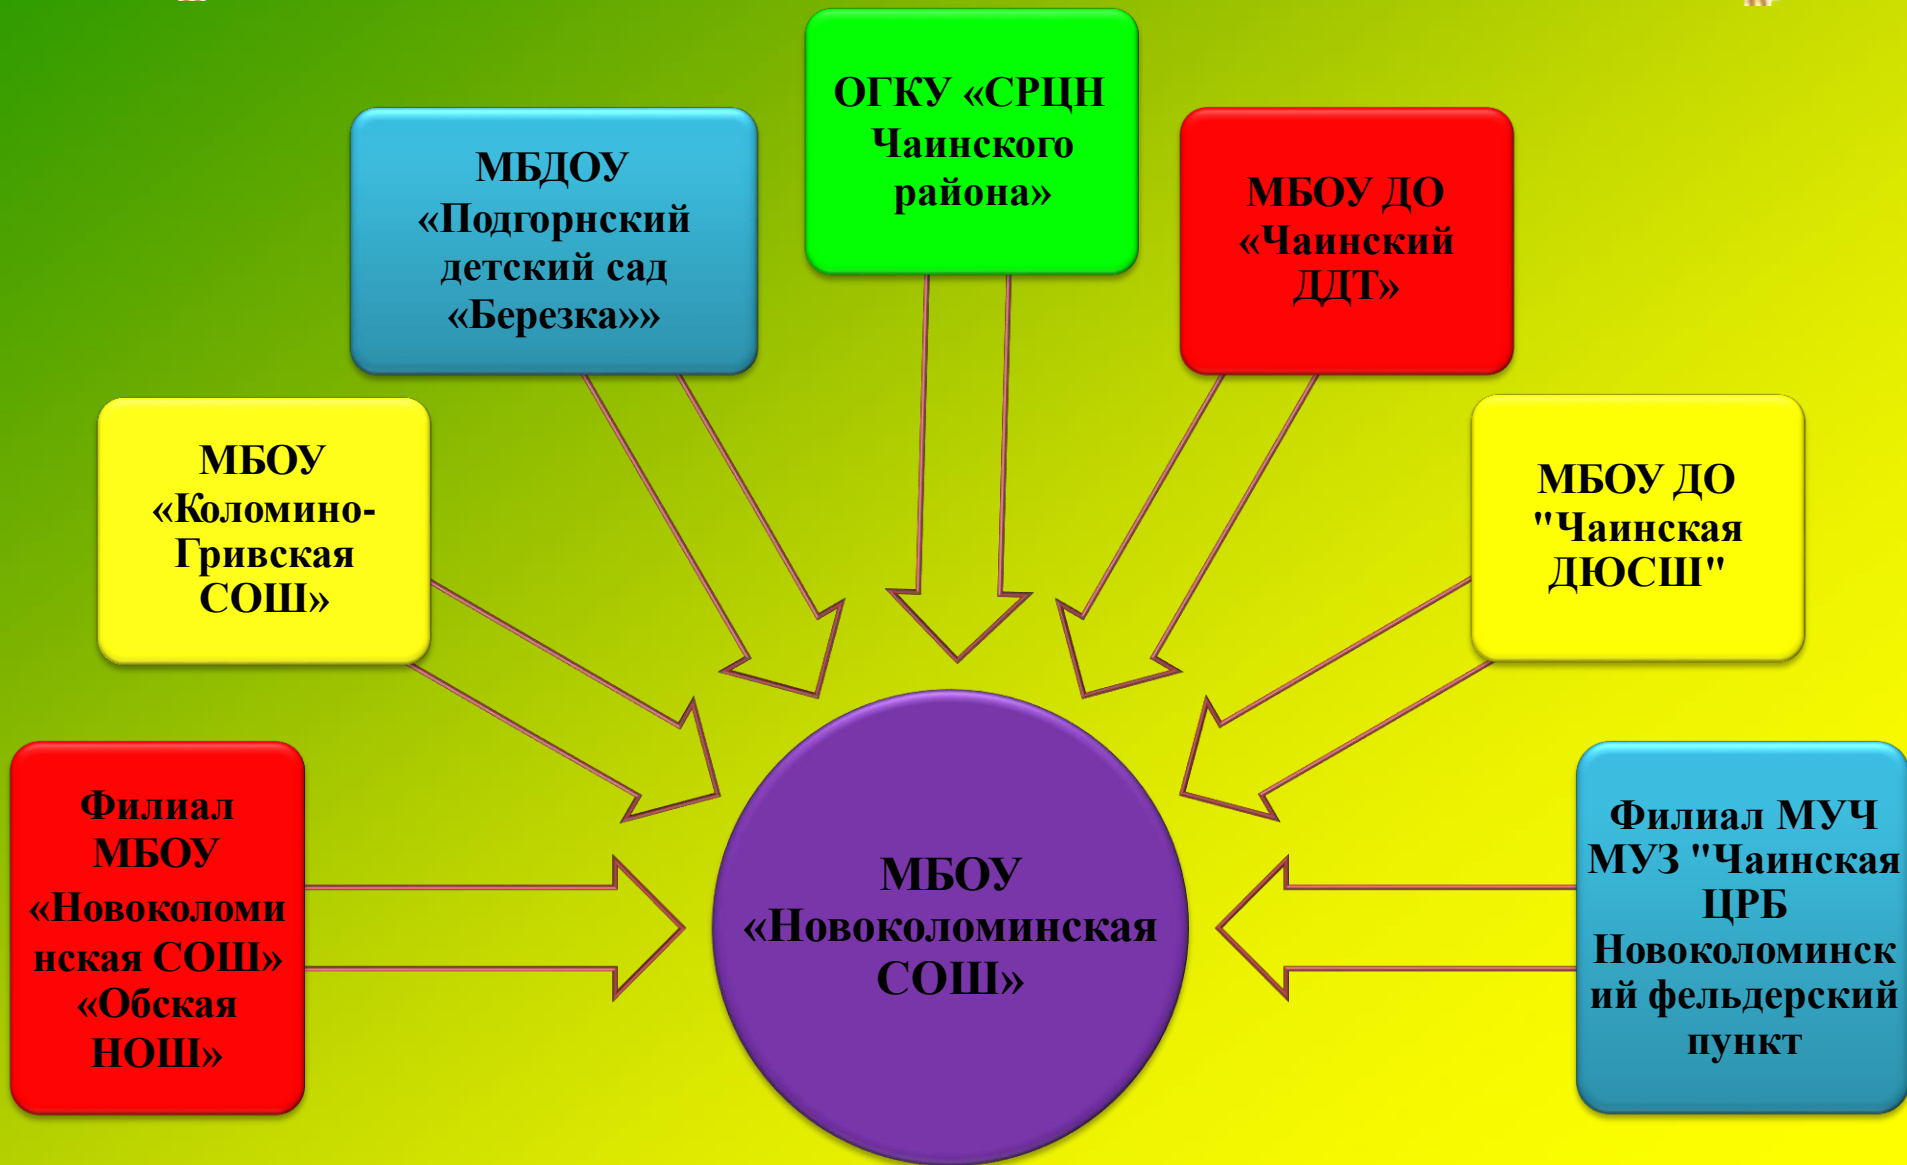 ОГКУ «СРЦН
Чаинского
района»
МБДОУ
«Подгорнский
детский сад
«Березка»»
МБОУ ДО
«Чаинский
ДДТ»
МБОУ
«Коломино-
Гривская
СОШ»
МБОУ ДО
"Чаинская
ДЮСШ"
Филиал
МБОУ
«Новоколоми
нская СОШ»
«Обская
НОШ»
МБОУ
«Новоколоминская
СОШ»
Филиал МУЧ
МУЗ "Чаинская
ЦРБ
Новоколоминск
ий фельдерский
пункт